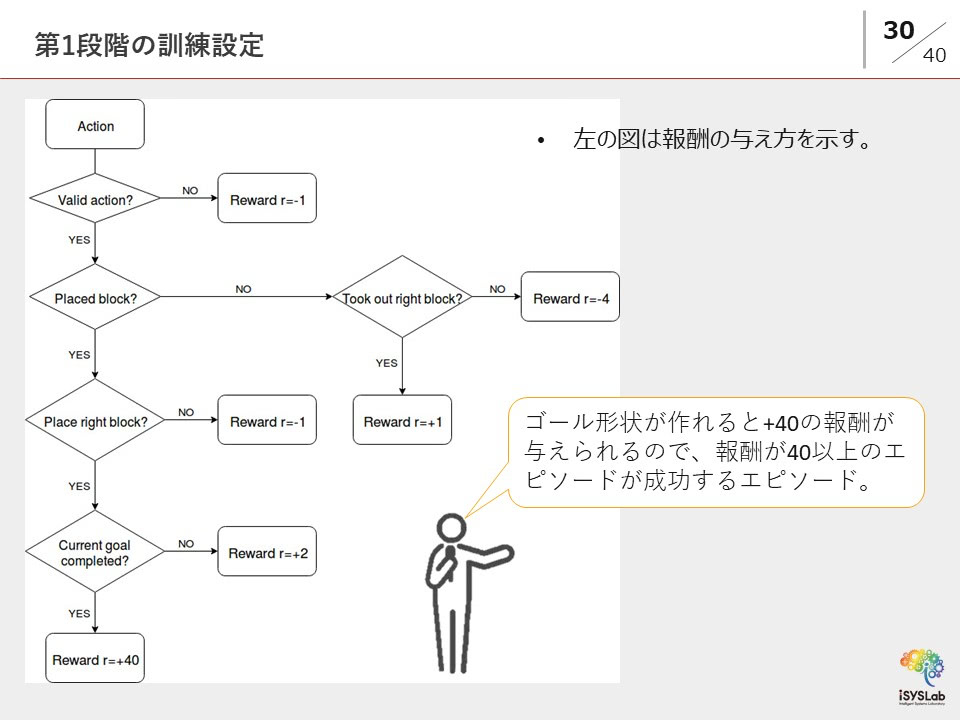 第1段階の訓練設定
30
40
• 左の図は報酬の与え方を示す。
Action
Valid action?
NO
Reward r=-1
YES
Placed block?
NO
Took out right block?
NO
Reward r=-4
YES
YES
Place right block?
NO
Reward r=-1
Reward r=+1
ゴール形状が作れると+40の報酬が
与えられるので、報酬が40以上のエ
ピソードが成功するエピソード。
YES
Current goal
completed?
NO
Reward r=+2
YES
Reward r=+40
iSYSLab
Intelligent Systems Laboratory